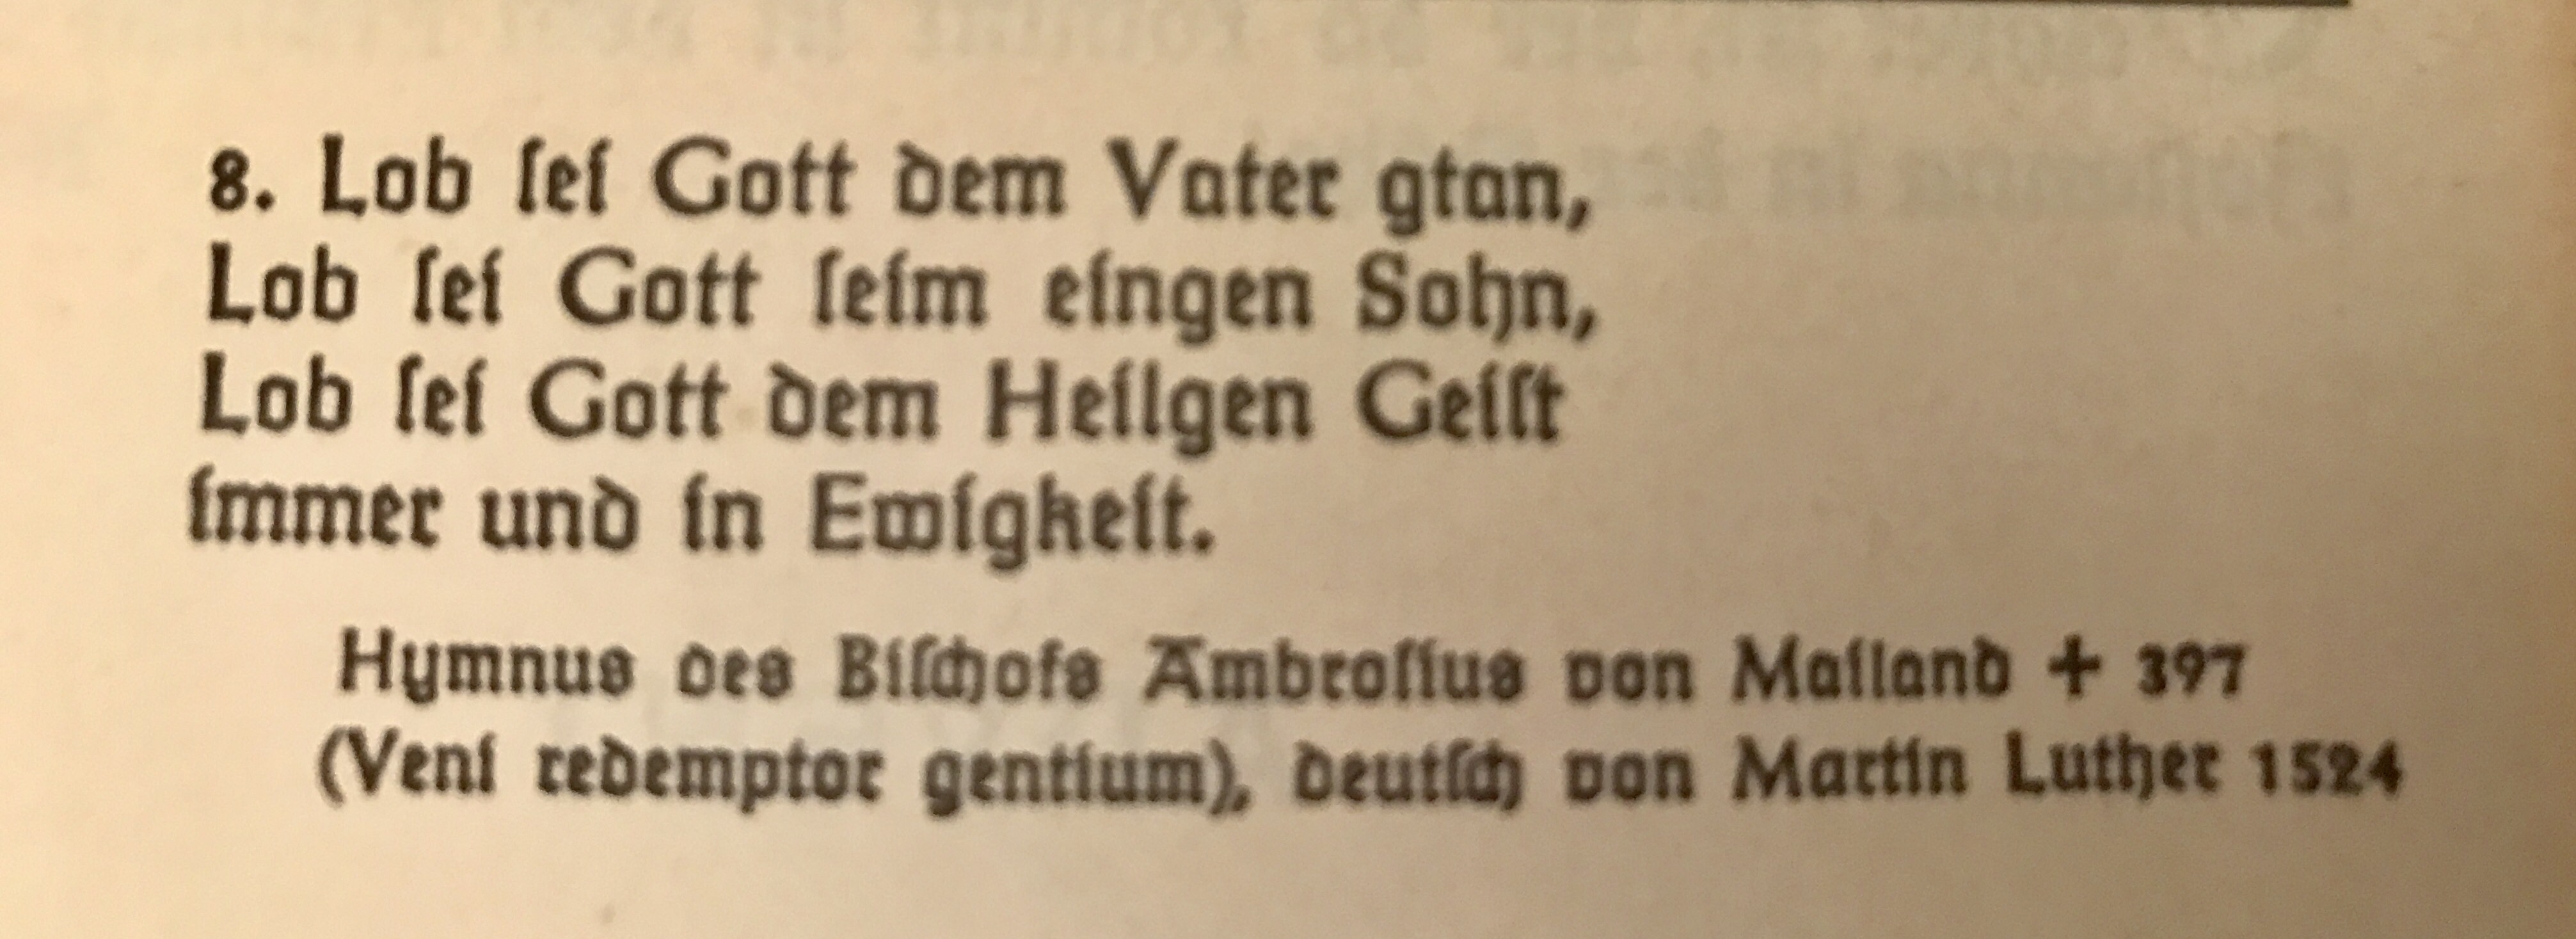 8. Lob ſei Gott dem Vater gtan,
Lob ſei Gott ſeim eingen Sohn,
Lob ſei Gott dem Heilgen Geiſt
immer und in Ewigkeit.
Hymnus des Biſchofs Ambroſius von Mailand + 397
(Veni redemptor gentium), deutſch von Martin Luther 1524